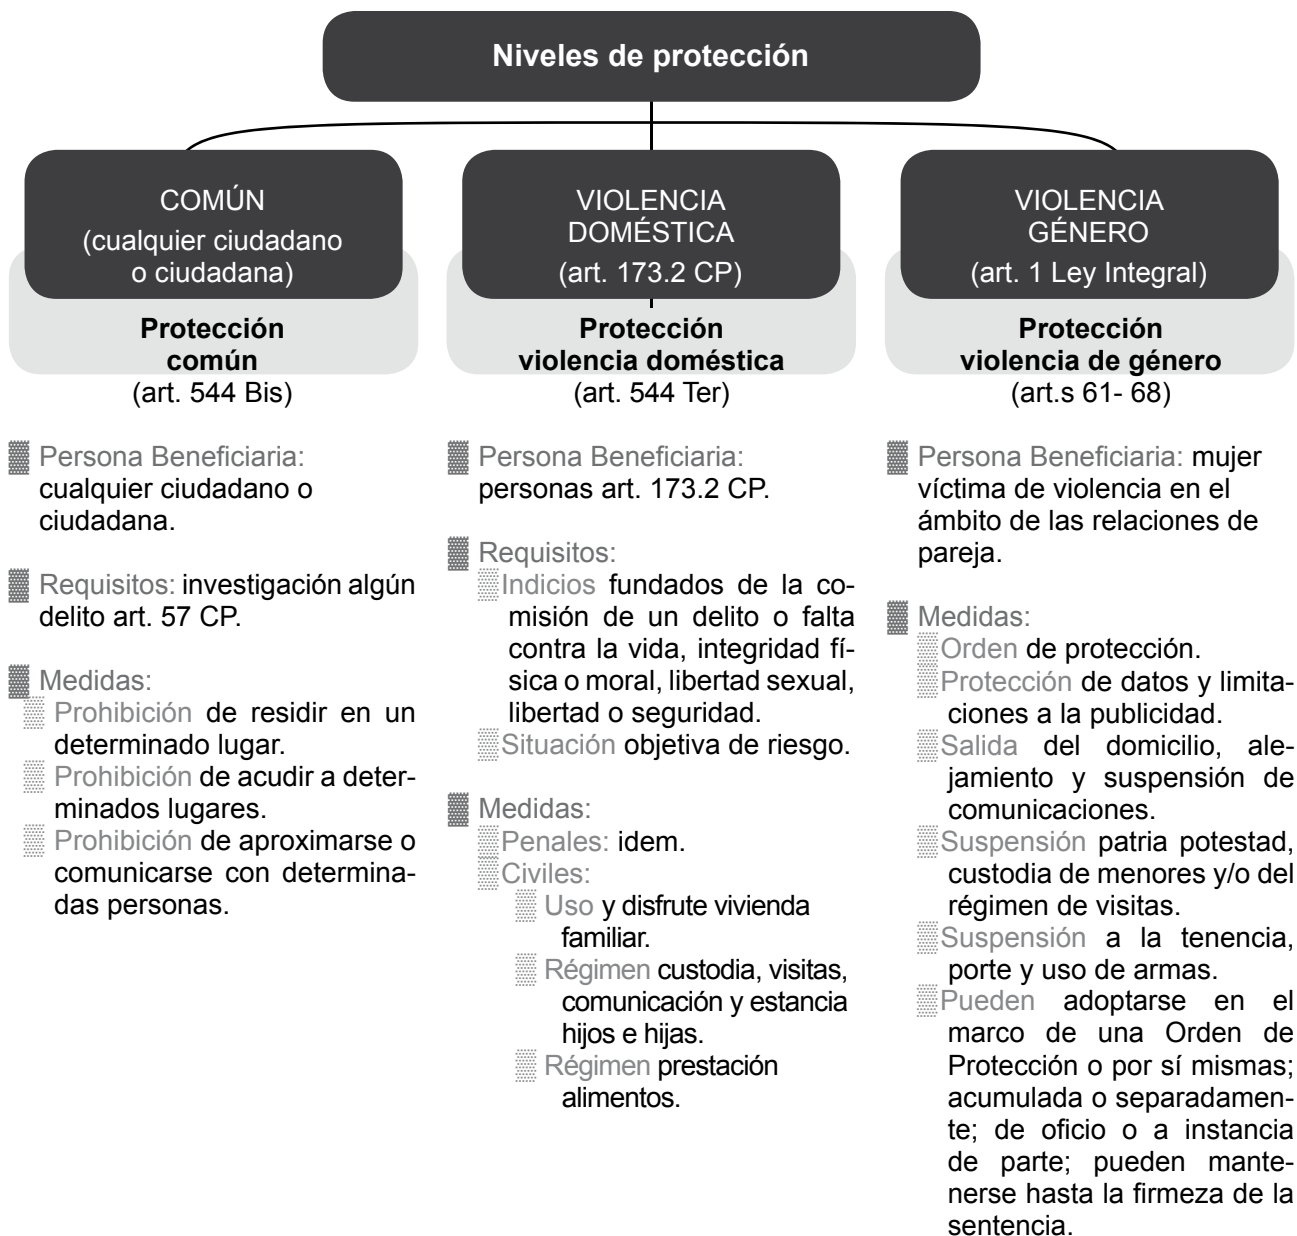 Niveles de protección
COMÚN
(cualquier ciudadano
o ciudadana)
Protección
común
(art. 544 Bis)
Persona Beneficiaria:
cualquier ciudadano o
ciudadana.
Requisitos: investigación algún
delito art. 57 CP.
Medidas:
Prohibición de residir en un
determinado lugar.
Prohibición de acudir a deter-
minados lugares.
Prohibición de aproximarse o
comunicarse con determina-
das personas.
VIOLENCIA
DOMÉSTICA
(art. 173.2 CP)
Protección
violencia doméstica
(art. 544 Ter)
Persona Beneficiaria:
personas art. 173.2 CP.
Requisitos:
Indicios fundados de la co-
misión de un delito o falta
contra la vida, integridad fí-
sica o moral, libertad sexual,
libertad o seguridad.
Situación objetiva de riesgo.
Medidas:
Penales: idem.
Civiles:
Uso y disfrute vivienda
familiar.
Régimen custodia, visitas,
comunicación y estancia
hijos e hijas.
Régimen prestación
alimentos.
VIOLENCIA
GÉNERO
(art. 1 Ley Integral)
Protección
violencia de género
(art.s 61- 68)
Persona Beneficiaria: mujer
víctima de violencia en el
ámbito de las relaciones de
pareja.
Medidas:
Orden de protección.
Protección de datos y limita-
ciones a la publicidad.
Salida del domicilio, ale-
jamiento y suspensión de
comunicaciones.
Suspensión patria potestad,
custodia de menores y/o del
régimen de visitas.
Suspensión a la tenencia,
porte y uso de armas.
Pueden adoptarse en el
marco de una Orden de
Protección o por sí mismas;
acumulada o separadamen-
te; de oficio o a instancia
de parte; pueden mante-
nerse hasta la firmeza de la
sentencia.